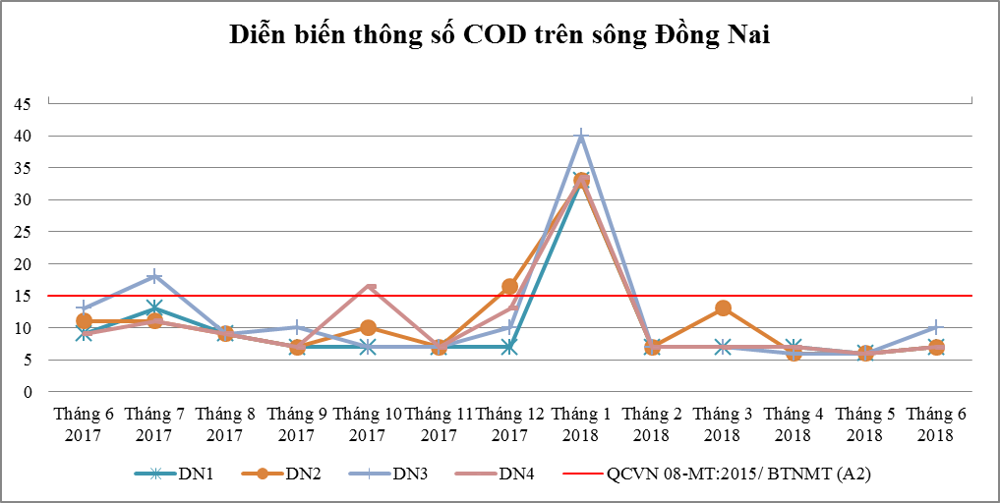 Diễn biến thông số COD trên sông Đồng Nai
45
40
35
30
25
20
15
10
5
0
Tháng 6 Tháng 7 Tháng 8 Tháng 9 Tháng 10 Tháng 11 Tháng 12 Tháng 1 Tháng 2 Tháng 3 Tháng 4 Tháng 5 Tháng 6
2017 2017 2017 2017 2017 2017 2017 2018 2018 2018 2018 2018 2018
DN1 DN2 DN3 DN4 QCVN 08-MT:2015/ BTNMT (A2)